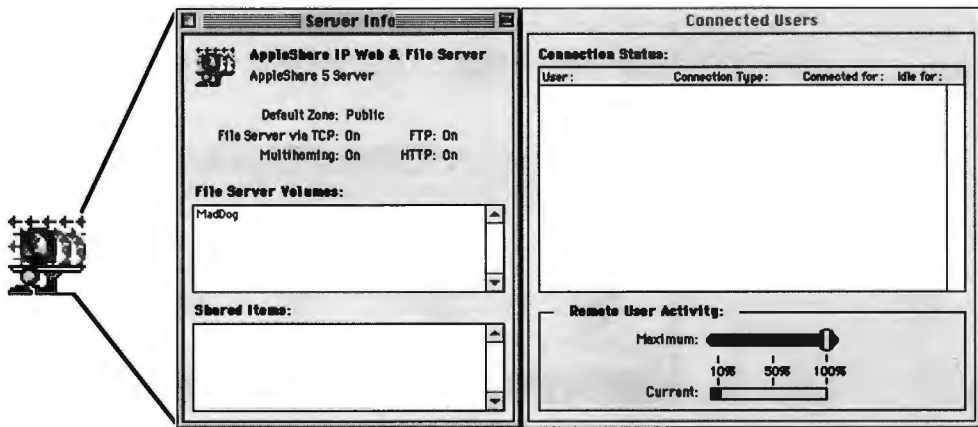 Server Info
AppleShare IP Web & File Server
AppleShare 5 Server
Default Zone: Public
File Server via TCP: On FTP: On
Multihoming: On HTTP: On
File Server Volumes:
MadDog
Shared Items:
Connected Users
Connection Status:
User: Connection Type: Connected for: Idle for:
Remote User Activity:
Maximum:
10% 50% 100%
Current: